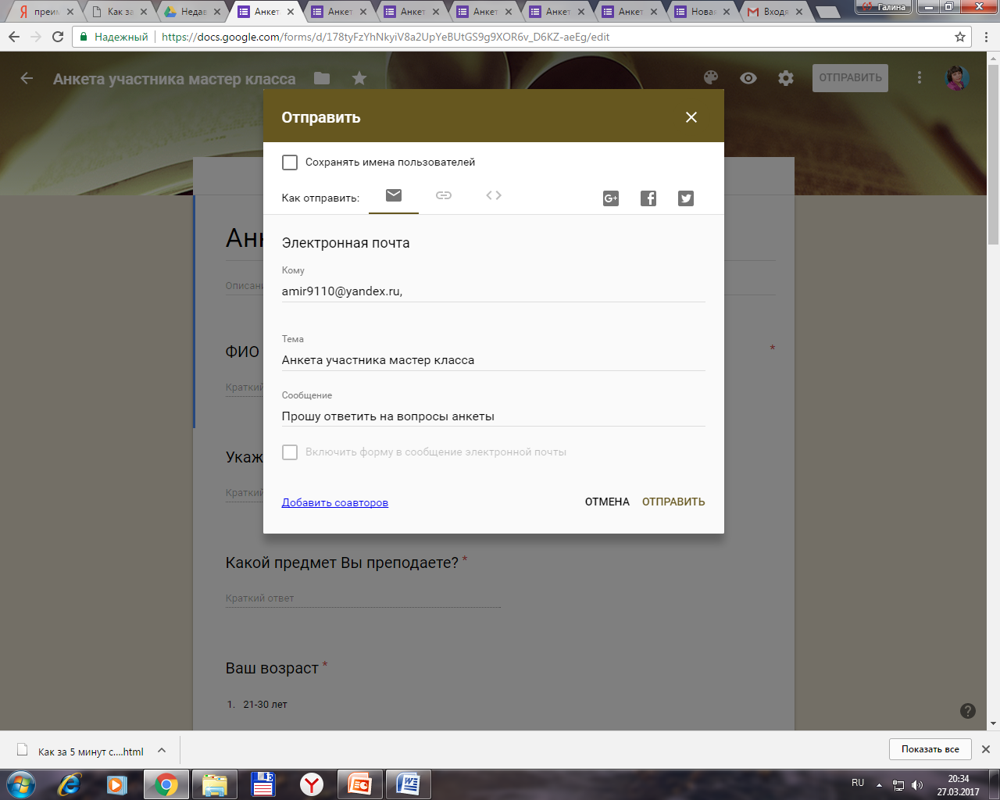 Я преим
Как за
Недав
Анкет
Анкет
Анкет
Анкет
Анкет
Анкет
Новая
Входя
Галина
Надежный
https://docs.google.com/forms/d/178tyFzYhNkyiV8a2UpYeBUtGS9g9XOR6v_D6KZ-aeEg/edit
Анкета участника мастер класса
ОТПРАВИТЬ
Отправить
Сохранять имена пользователей
Как отправить:
G+
Электронная почта
Кому
amir9110@yandex.ru,
Тема
Анкета участника мастер класса
Сообщение
Прошу ответить на вопросы анкеты
Включить форму в сообщение электронной почты
Добавить соавторов
ОТМЕНА ОТПРАВИТЬ
Анк
Описани
ФИО *
Краткий
Укаж
Краткий
Какой предмет Вы преподаете? *
Краткий ответ
Ваш возраст *
1. 21-30 лет
Как за 5 минут с....html
Показать все
RU
20:34
27.03.2017